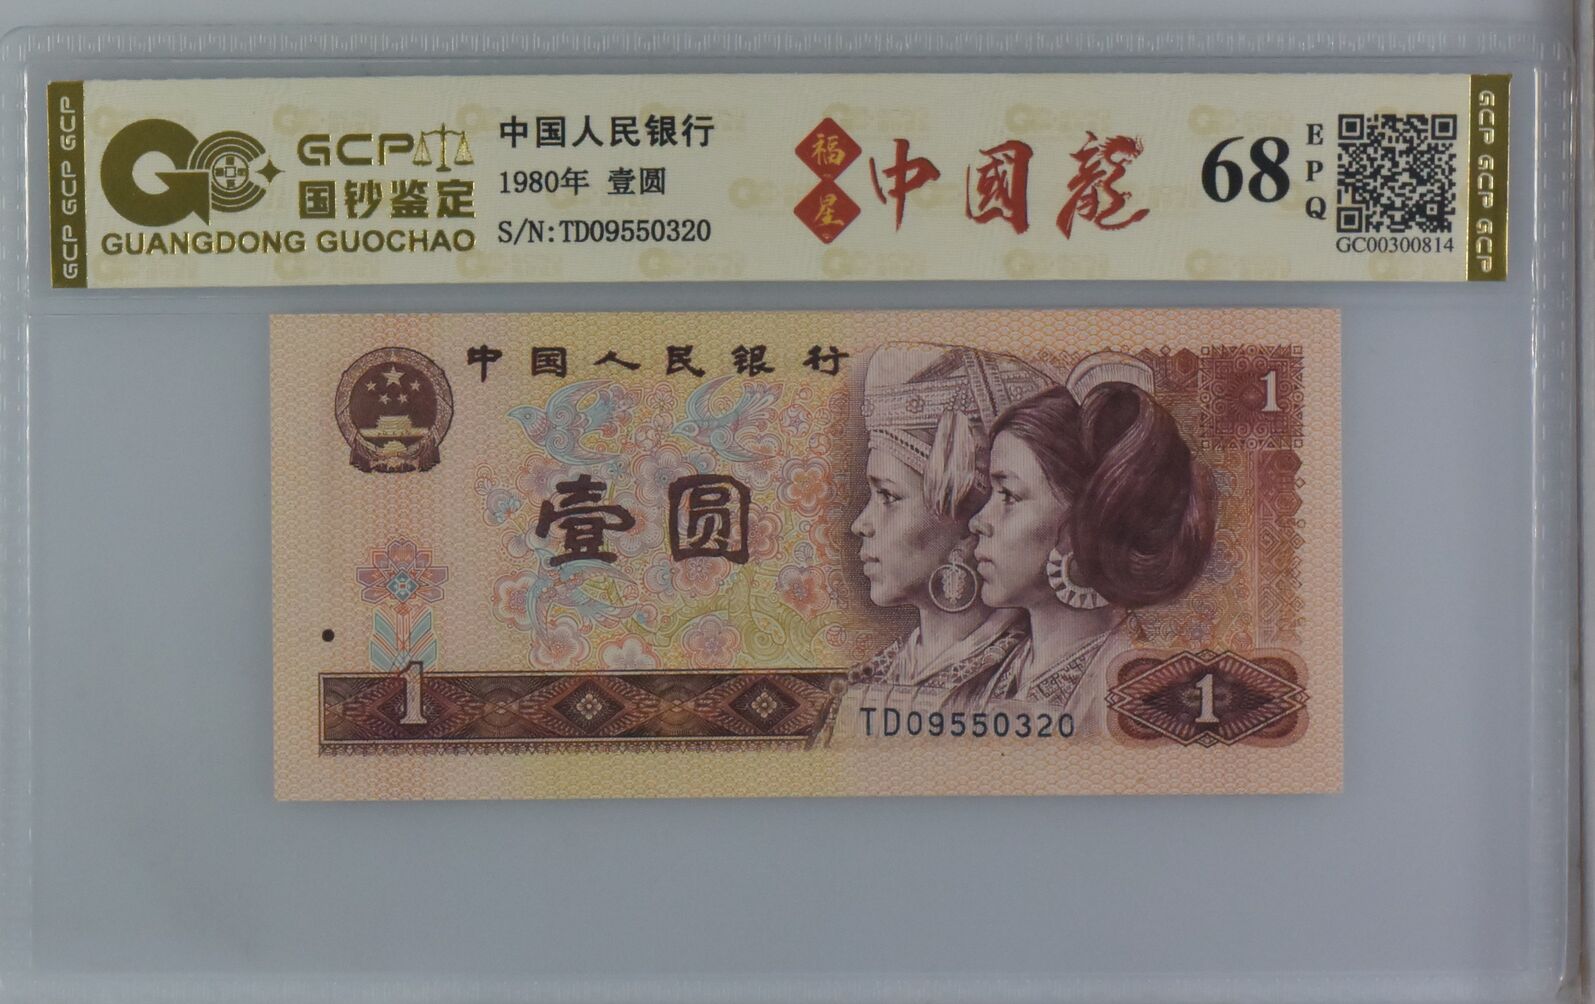 GCP GCP GCP
GCP
国钞鉴定
GUANGDONG GUOCHAO
中国人民银行
1980年 壹圆
S/N:TD09550320
福
星
中國龍
68
E
P
Q
GC00300814
GCP GCP GCP
中国人民银行
1
壹圆
1
TD09550320
1